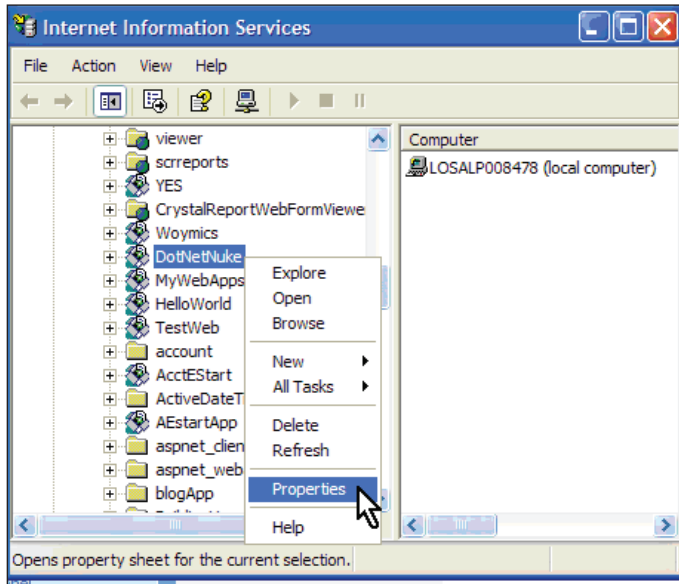 Internet Information Services
File Action View Help
viewer
scrreports
YES
CrystalReportWebFormViewe
Woymics
DotNetNuke
MyWebApps
HelloWorld
TestWeb
account
AcctEStart
ActiveDateT
AEstartApp
aspnet_clien
aspnet_web
blogApp
Explore
Open
Browse
New
All Tasks
Delete
Refresh
Properties
Help
Computer
LOSALP008478 (local computer)
Opens property sheet for the current selection.